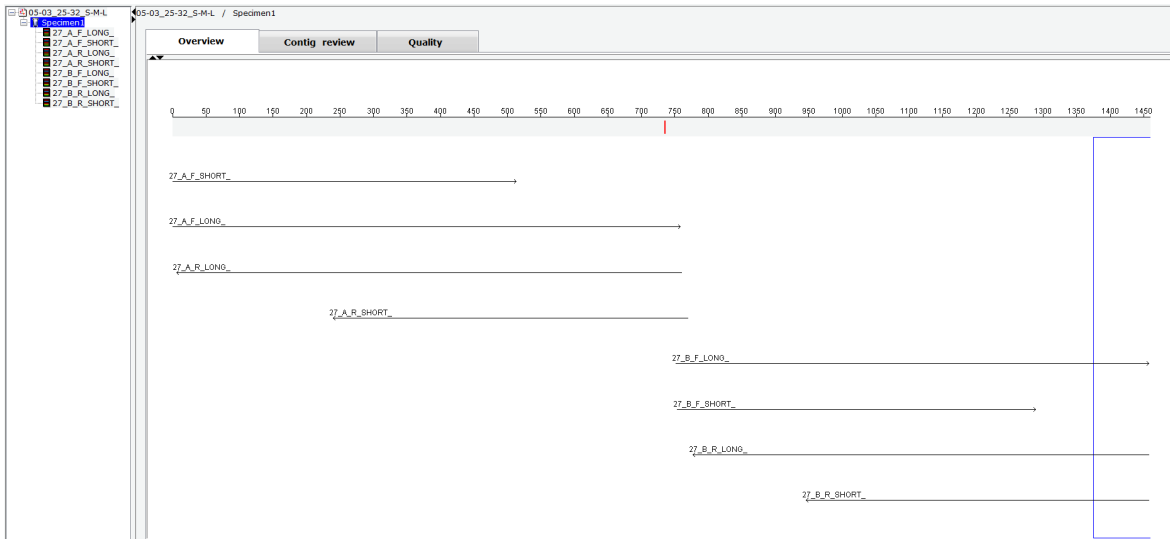 05-03_25-32_S-M-L
Specimen1
27_A_F_LONG_
27_A_F_SHORT_
27_A_R_LONG_
27_A_R_SHORT_
27_B_F_LONG_
27_B_F_SHORT_
27_B_R_LONG_
27_B_R_SHORT_
05-03_25-32_S-M-L / Specimen1
Overview Contig review Quality
0 50 100 150 200 250 300 350 400 450 500 550 600 650 700 750 800 850 900 950 1000 1050 1100 1150 1200 1250 1300 1350 1400 1450
27_A_F_SHORT_
27_A_F_LONG_
27_A_R_LONG_
27_A_R_SHORT_
27_B_F_LONG_
27_B_F_SHORT_
27_B_R_LONG_
27_B_R_SHORT_